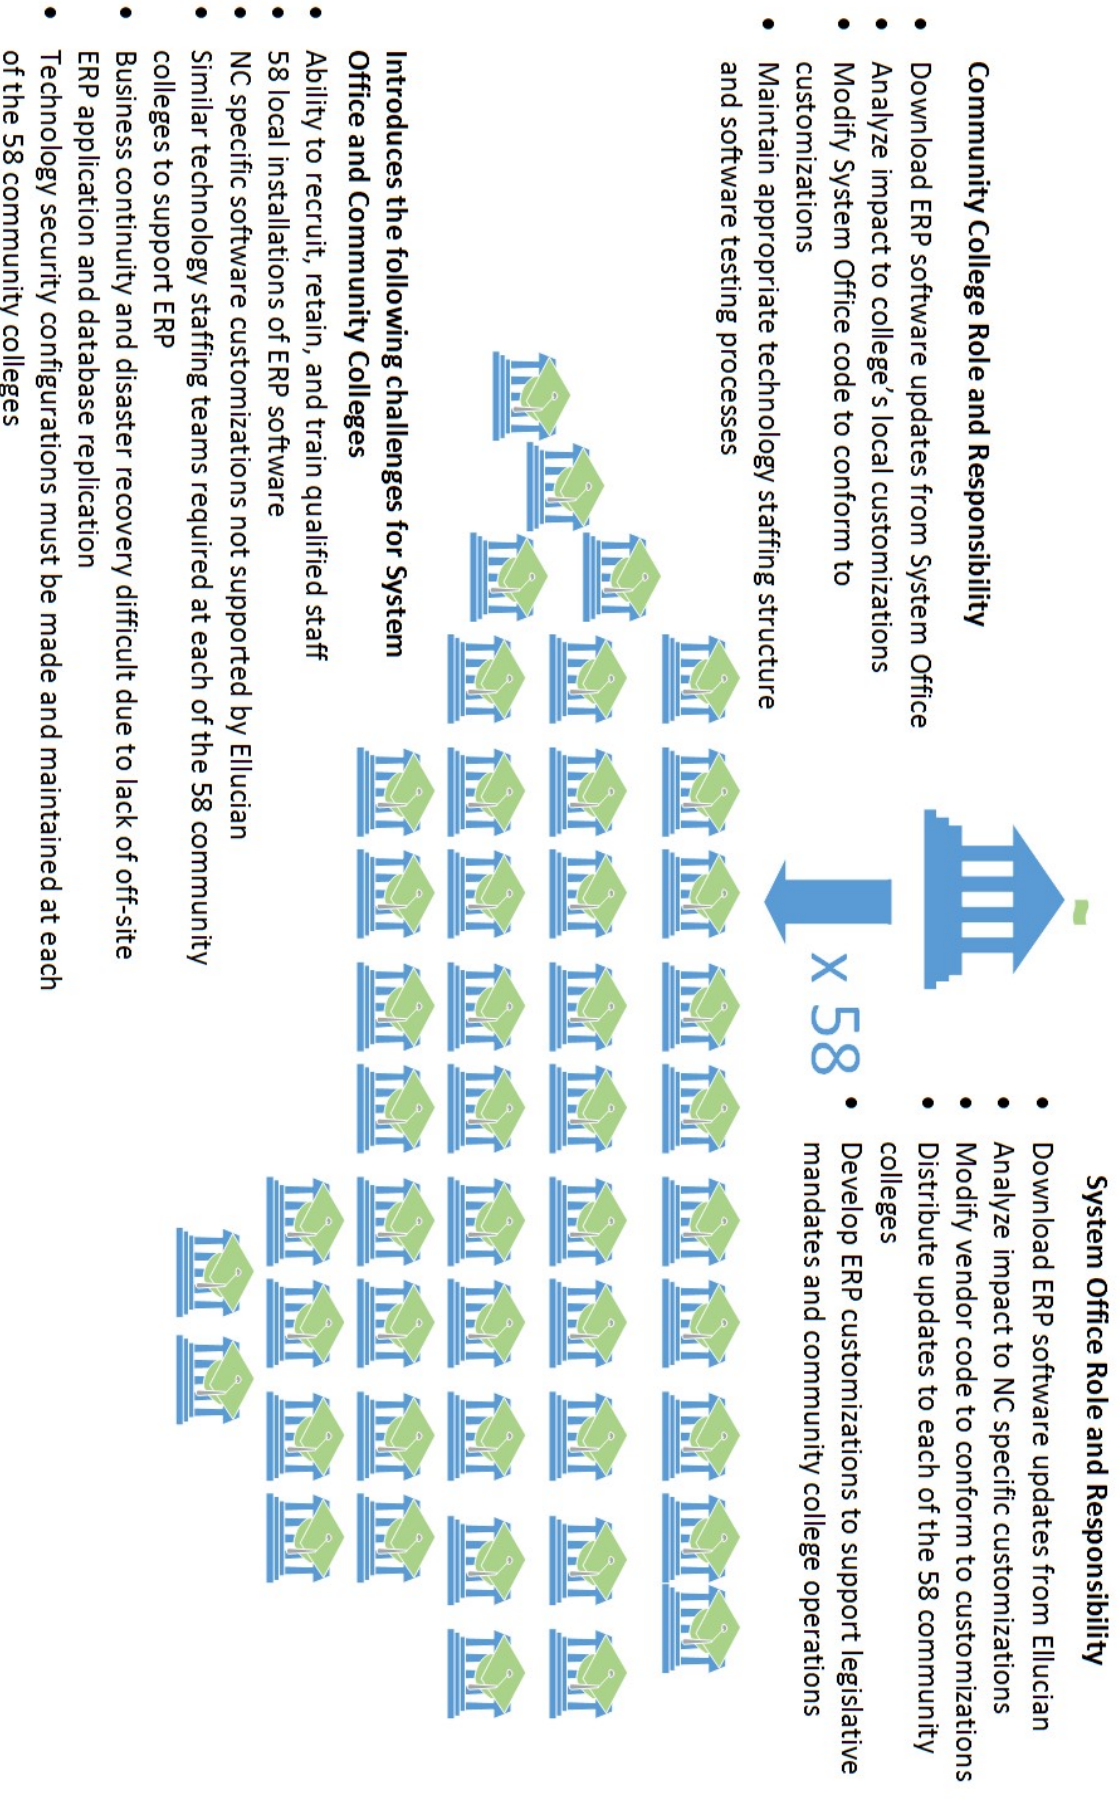 System Office Role and Responsibility
• Download ERP software updates from Ellucian
• Analyze impact to NC specific customizations
• Modify vendor code to conform to customizations
• Distribute updates to each of the 58 community
colleges
• Develop ERP customizations to support legislative
mandates and community college operations
Community College Role and Responsibility
• Download ERP software updates from System Office
• Analyze impact to college's local customizations
• Modify System Office code to conform to
customizations
• Maintain appropriate technology staffing structure
and software testing processes
x 58
Introduces the following challenges for System
Office and Community Colleges
• Ability to recruit, retain, and train qualified staff
• 58 local installations of ERP software
• NC specific software customizations not supported by Ellucian
• Similar technology staffing teams required at each of the 58 community
colleges to support ERP
• Business continuity and disaster recovery difficult due to lack of off-site
ERP application and database replication
• Technology security configurations must be made and maintained at each
of the 58 community colleges